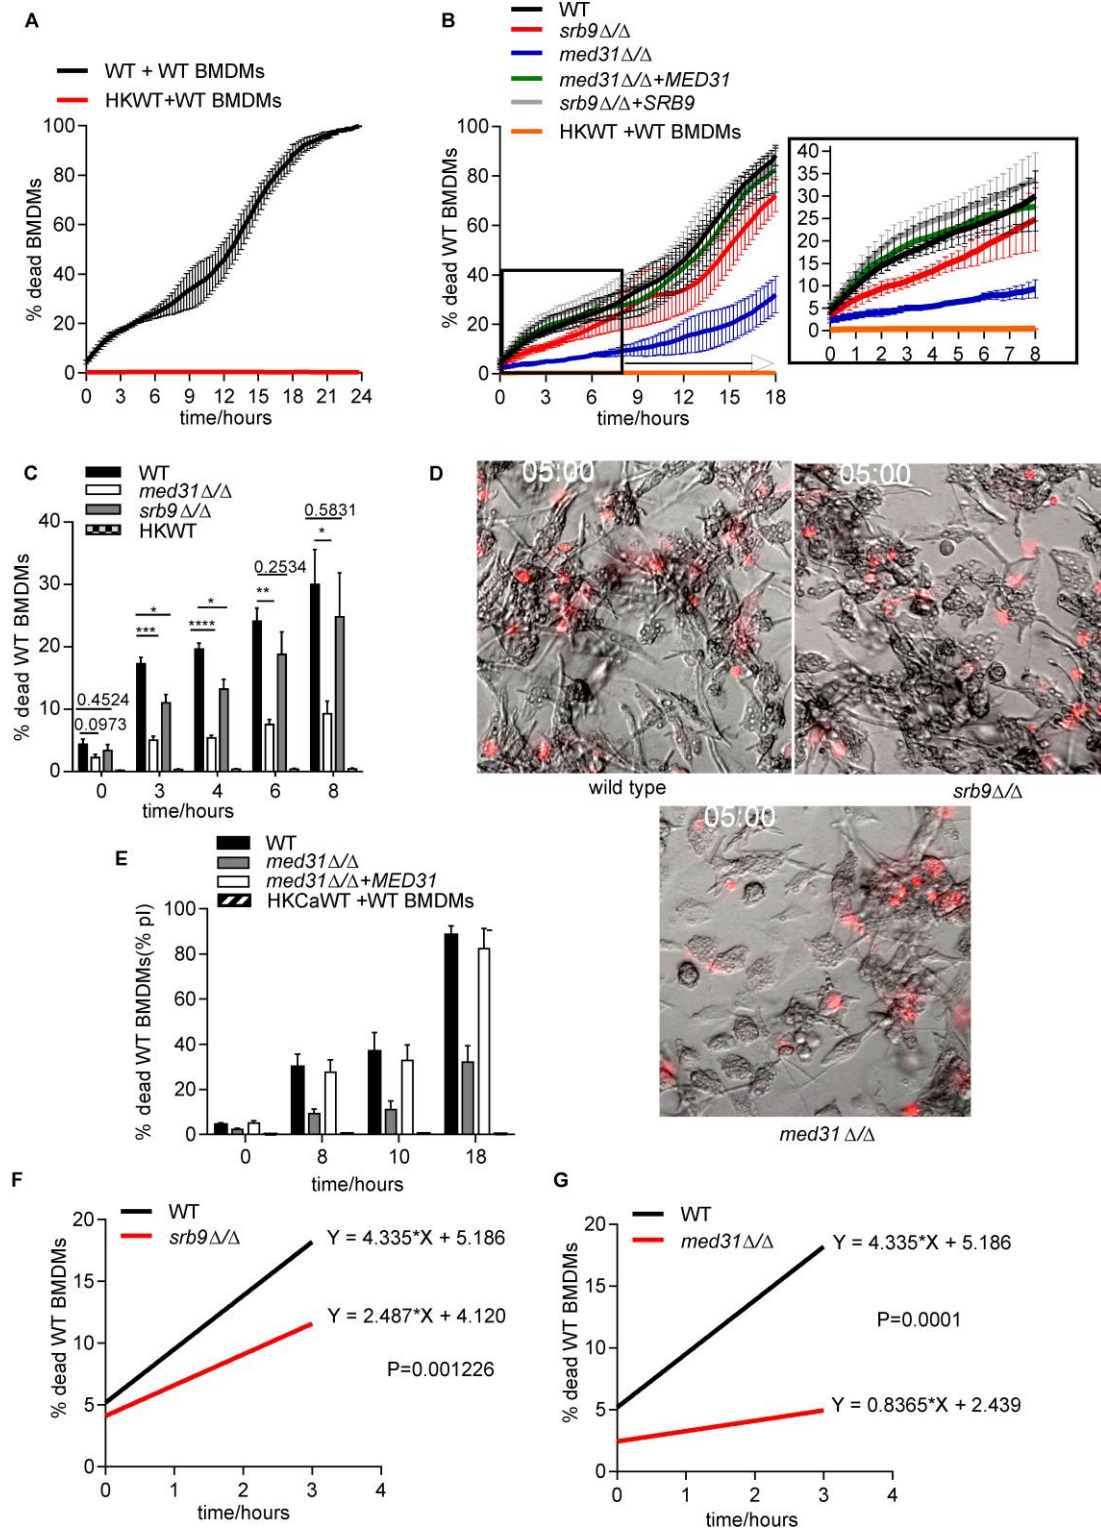 A
WT + WT BMDMs
HKWT+WT BMDMs
100
80
60
40
20
0
% dead BMDMs
0 3 6 9 12 15 18 21 24
time/hours
B
WT
srb9Δ/Δ
med31Δ/Δ
med31Δ/Δ+MED31
srb9Δ/Δ+SRB9
HKWT +WT BMDMs
100
80
60
40
20
0
% dead WT BMDMs
0 3 6 9 12 15 18
time/hours
40
35
30
25
20
15
10
5
0
0 1 2 3 4 5 6 7 8
C
WT
med31Δ/Δ
srb9Δ/Δ
HKWT
40
30
20
10
0
% dead WT BMDMs
0.4524
0.0973
*
***
*
****
0.2534
**
0.5831
*
0 3 4 6 8
time/hours
D
05:00
wild type
05:00
srb9Δ/Δ
05:00
med31Δ/Δ
E
WT
med31Δ/Δ
med31Δ/Δ+MED31
HKCaWT +WT BMDMs
100
80
60
40
20
0
% dead WT BMDMs(% pI)
0 8 10 18
time/hours
F
WT
srb9Δ/Δ
20
15
10
5
0
% dead WT BMDMs
Y = 4.335*X + 5.186
Y = 2.487*X + 4.120
P=0.001226
0 1 2 3 4
time/hours
G
WT
med31Δ/Δ
20
15
10
5
0
% dead WT BMDMs
Y = 4.335*X + 5.186
P=0.0001
Y = 0.8365*X + 2.439
0 1 2 3 4
time/hours